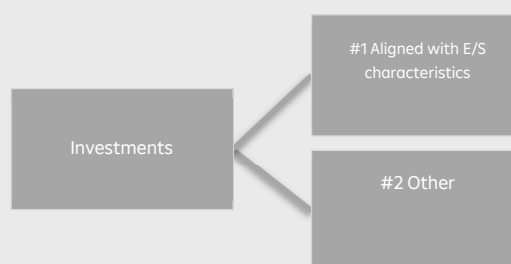 Investments
#1 Aligned with E/S
characteristics
#2 Other